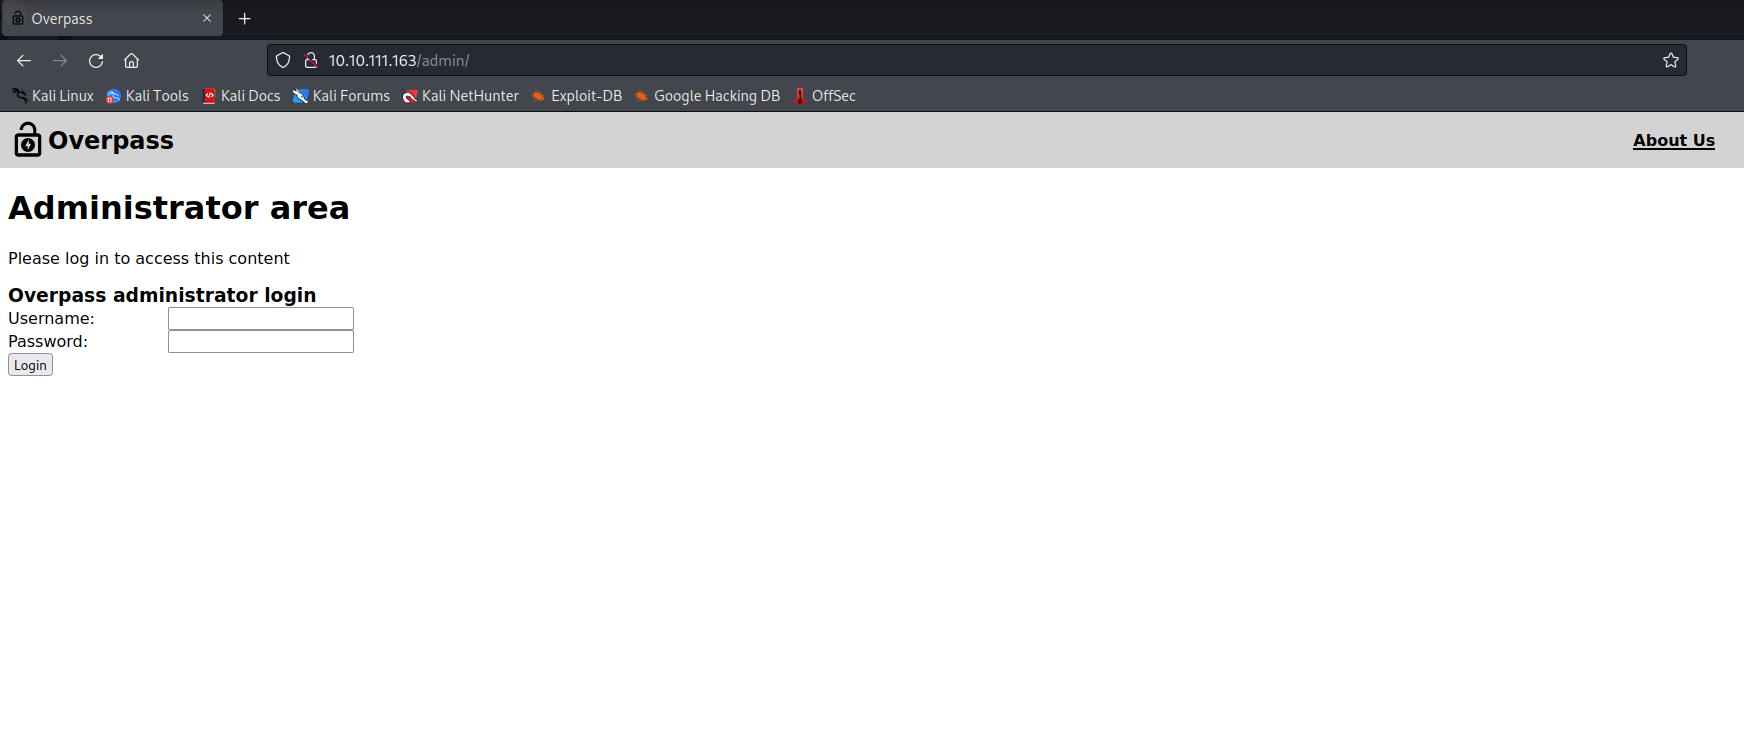 Overpass
10.10.111.163/admin/
Kali Linux Kali Tools Kali Docs Kali Forums Kali NetHunter Exploit-DB Google Hacking DB OffSec
Overpass About Us
Administrator area
Please log in to access this content
Overpass administrator login
Username:
Password:
Login